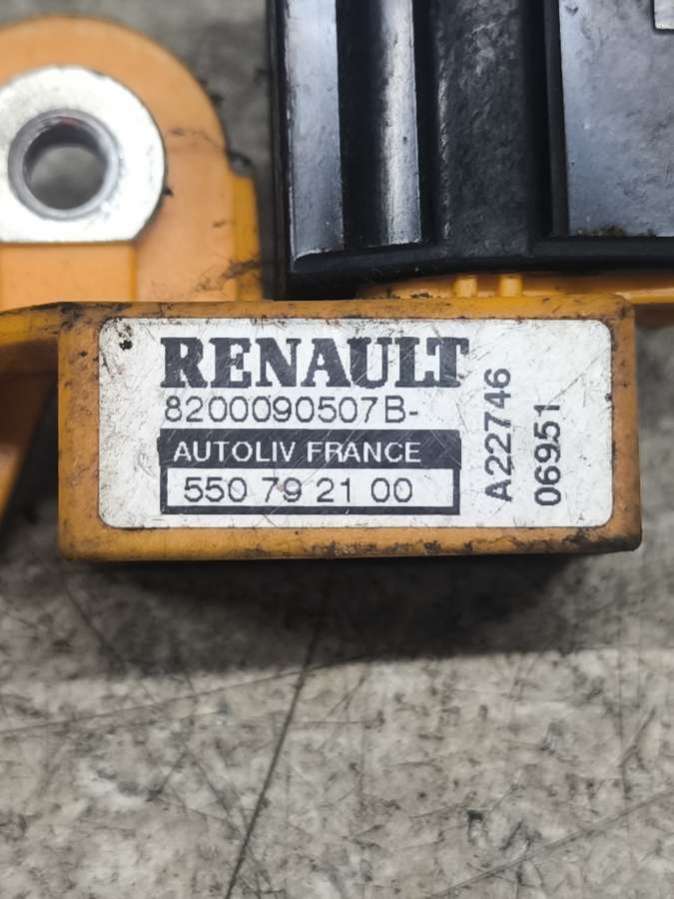 RENAULT
8200090507B-
AUTOLIV FRANCE
550 79 21 00
A22746
06951